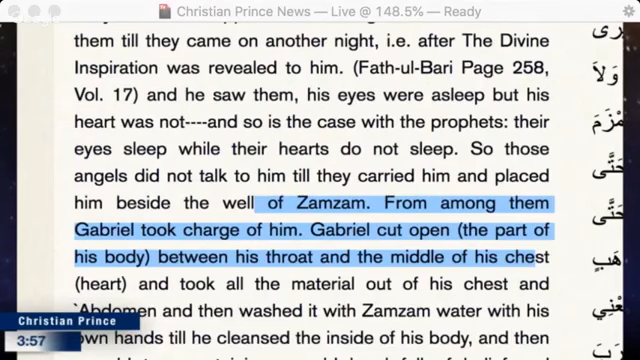 Christian Prince News — Live @ 148.5% — Ready
them till they came on another night, i.e. after The Divine
Inspiration was revealed to him. (Fath-ul-Bari Page 258,
Vol. 17) and he saw them, his eyes were asleep but his
heart was not----and so is the case with the prophets: their
eyes sleep while their hearts do not sleep. So those
angels did not talk to him till they carried him and placed
him beside the well of Zamzam. From among them
Gabriel took charge of him. Gabriel cut open (the part of
his body) between his throat and the middle of his chest
(heart) and took all the material out of his chest and
`Abdomen and then washed it with Zamzam water with his
own hands till he cleansed the inside of his body, and then
وَلاَ
حَتَّى
حَتَّى
Christian Prince
3:57